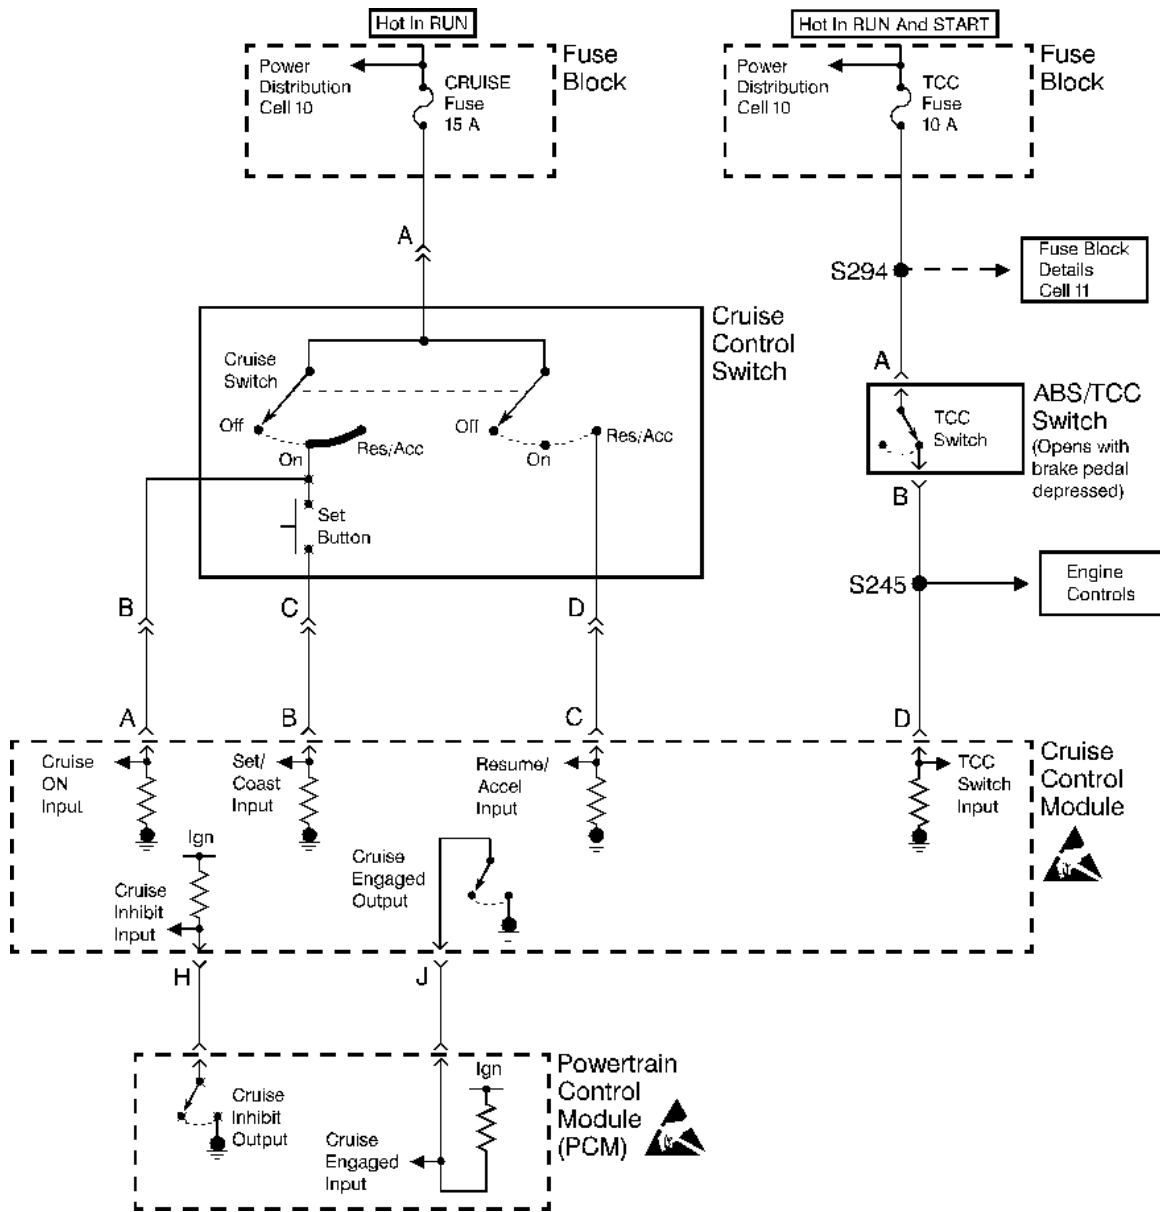 Hot In RUN
Hot In RUN And START
Power
Distribution
Cell 10
CRUISE
Fuse
15 A
Fuse
Block
Power
Distribution
Cell 10
TCC
Fuse
10 A
Fuse
Block
A
S294
Fuse Block
Details
Cell 11
Cruise
Control
Switch
Cruise
Switch
Off
On
Res/Acc
Off
On
Res/Acc
Set
Button
A
ABS/TCC
Switch
(Opens with
brake pedal
depressed)
TCC
Switch
B
S245
Engine
Controls
B
C
D
A
B
C
D
Cruise
ON
Input
Set/
Coast
Input
Resume/
Accel
Input
TCC
Switch
Input
Cruise
Control
Module
Ign
Cruise
Inhibit
Input
Cruise
Engaged
Output
H
J
Cruise
Inhibit
Output
Ign
Cruise
Engaged
Input
Powertrain
Control
Module
(PCM)